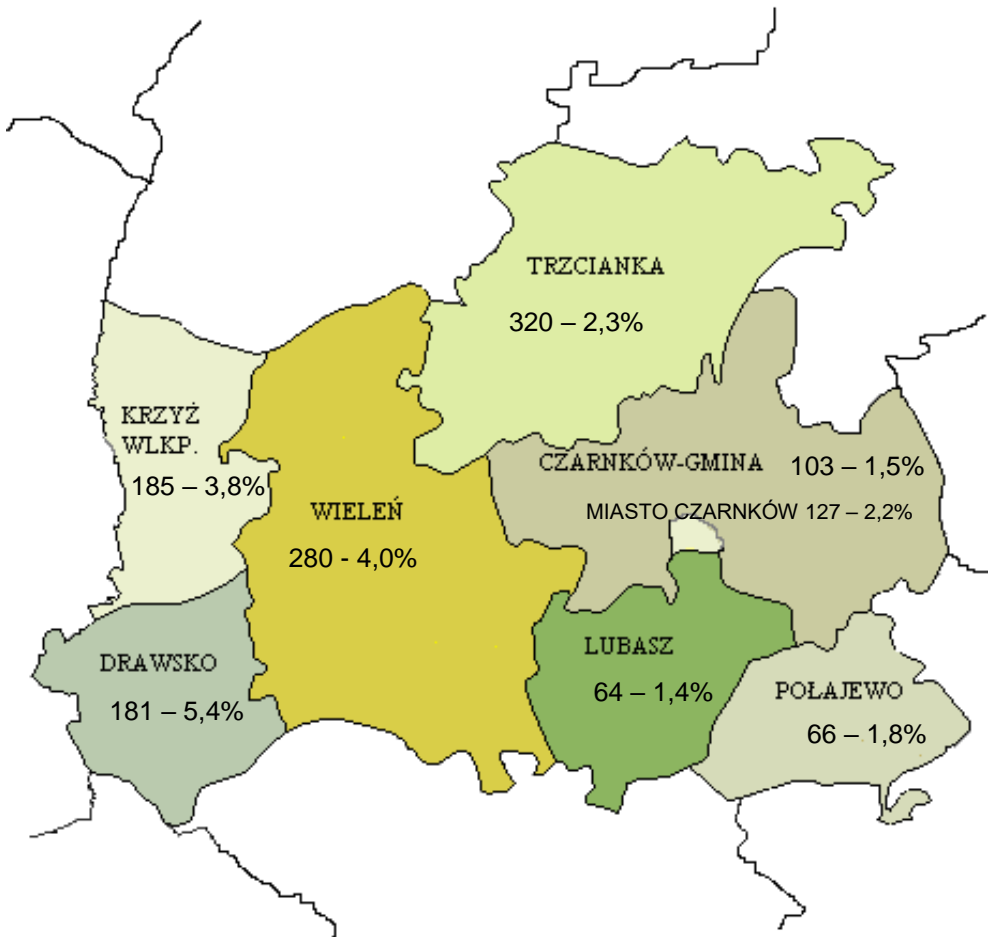 TRZCIANKA
320 – 2,3%
KRZYŻ
WLKP.
185 – 3,8%
WIELEŃ
280 - 4,0%
CZARNKÓW-GMINA 103 – 1,5%
MIASTO CZARNKÓW 127 – 2,2%
DRAWSKO
181 – 5,4%
LUBASZ
64 – 1,4%
POŁAJEWO
66 – 1,8%